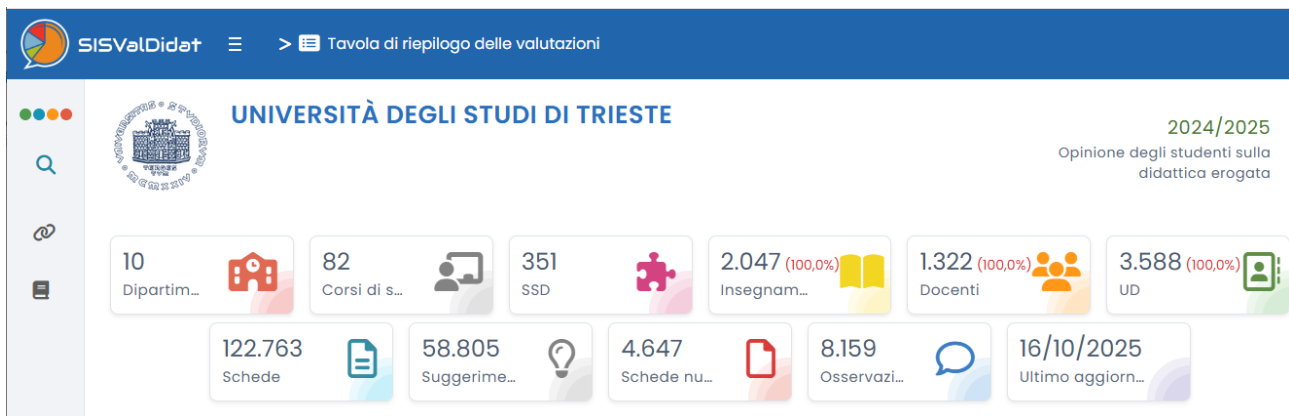 SISValDidat
> Tavola di riepilogo delle valutazioni
UNIVERSITÀ DEGLI STUDI DI TRIESTE
2024/2025
Opinione degli studenti sulla
didattica erogata
10
Dipartim...
82
Corsi di s...
351
SSD
2.047 (100,0%)
Insegnam...
1.322 (100,0%)
Docenti
3.588 (100,0%)
UD
122.763
Schede
58.805
Suggerime...
4.647
Schede nu...
8.159
Osservazi...
16/10/2025
Ultimo aggiorn...